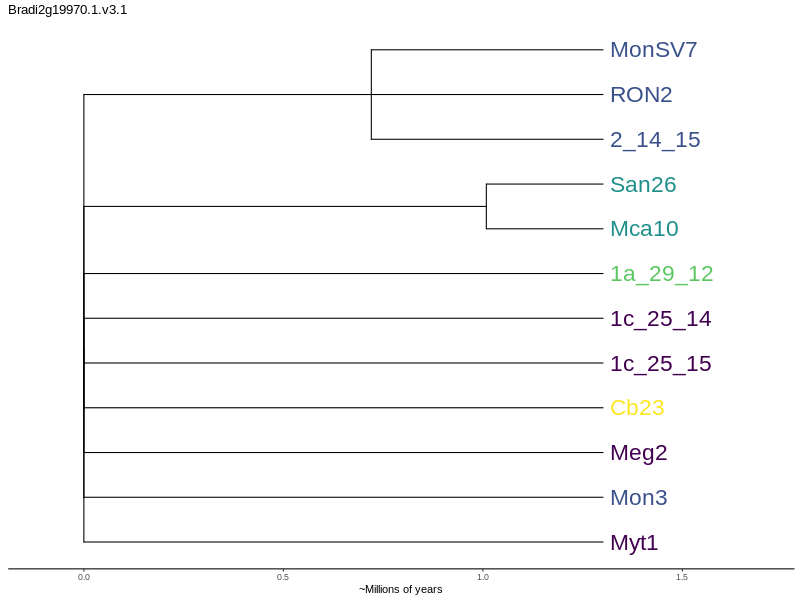 Bradi2g19970.1.v3.1
MonSV7
RON2
2_14_15
San26
Mca10
1a_29_12
1c_25_14
1c_25_15
Cb23
Meg2
Mon3
Myt1
0.0 0.5 1.0 1.5
~Millions of years